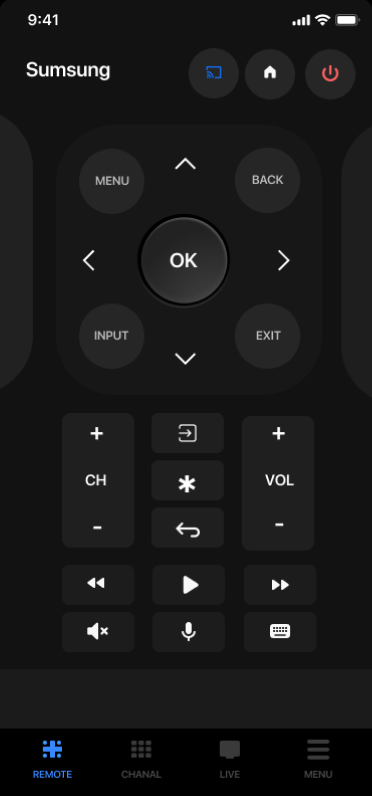 9:41
Sumsung
MENU
BACK
OK
INPUT
EXIT
+
+
CH
VOL
-
-
REMOTE
CHANAL
LIVE
MENU